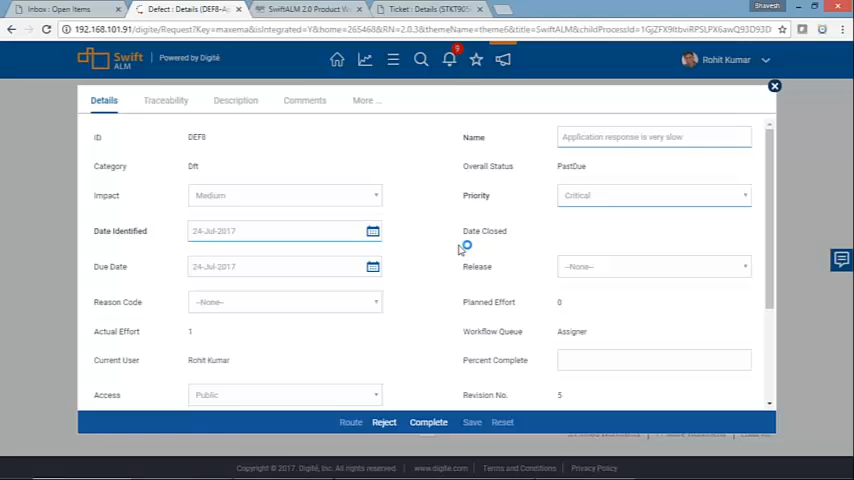 Shavesh
Inbox : Open Items
Defect : Details (DEF8-Ap
SwiftALM 2.0 Product W
Ticket : Details (STKT905
192.168.101.91/digite/Request?Key=maxema&isIntegrated=Y&home=265468&RN=2.0.3&themeName=theme6&title=SwiftALM&childProcessId=
Swift
ALM
Powered by Digité
9
Rohit Kumar
Details
Traceability
Description
Comments
More ...
ID
DEF8
Name
Application response is very slow
Category
Dft
Overall Status
PastDue
Impact
Medium
Priority
Critical
Date Identified
24-Jul-2017
Date Closed
Due Date
24-Jul-2017
Release
--None--
Reason Code
--None--
Planned Effort
0
Actual Effort
1
Workflow Queue
Assigner
Current User
Rohit Kumar
Percent Complete
Access
Public
Revision No.
5
Route
Reject
Complete
Save
Reset
Copyright © 2017. Digité, Inc. All rights reserved.
www.digite.com
Terms and Conditions
Privacy Policy